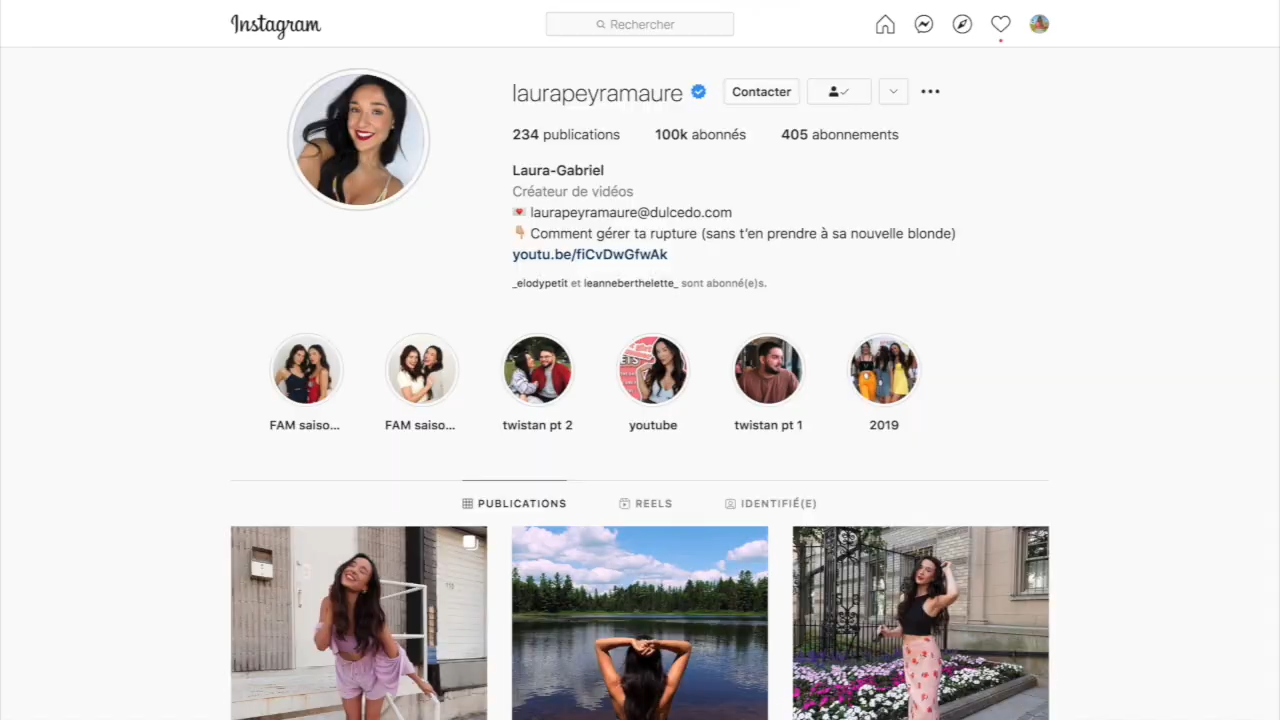 Instagram
Rechercher
laurapeyramaure
Contacter
234 publications 100k abonnés 405 abonnements
Laura-Gabriel
Créateur de vidéos
💌 laurapeyramaure@dulcedo.com
👇🏼 Comment gérer ta rupture (sans t'en prendre à sa nouvelle blonde)
youtu.be/fiCvDwGfwAk
_elodypetit et leanneberthelette_ sont abonné(e)s.
FAM saiso... FAM saiso... twistan pt 2 youtube twistan pt 1 2019
PUBLICATIONS REELS IDENTIFIÉ(E)